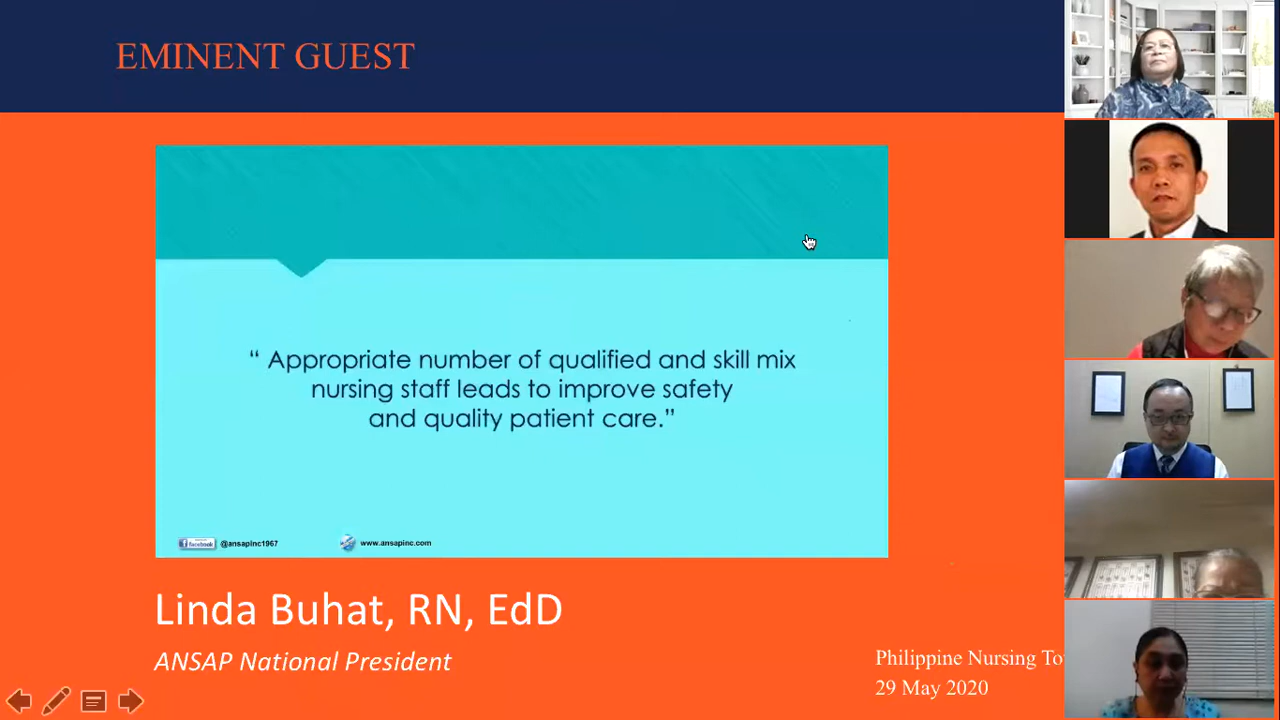 EMINENT GUEST
“ Appropriate number of qualified and skill mix
nursing staff leads to improve safety
and quality patient care.”
facebook @ansapinc1967 www.ansapinc.com
Linda Buhat, RN, EdD
ANSAP National President
Philippine Nursing To
29 May 2020